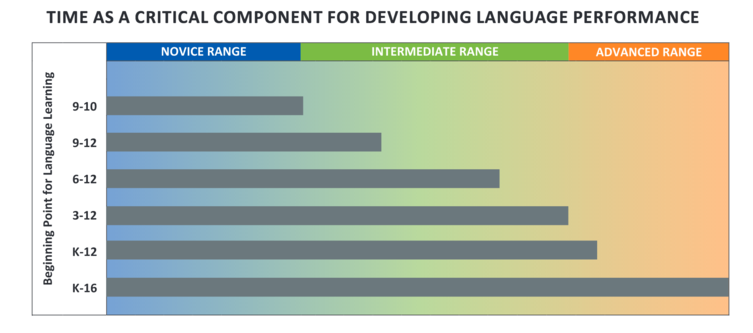 TIME AS A CRITICAL COMPONENT FOR DEVELOPING LANGUAGE PERFORMANCE
NOVICE RANGE INTERMEDIATE RANGE ADVANCED RANGE
Beginning Point for Language Learning
9-10
9-12
6-12
3-12
K-12
K-16